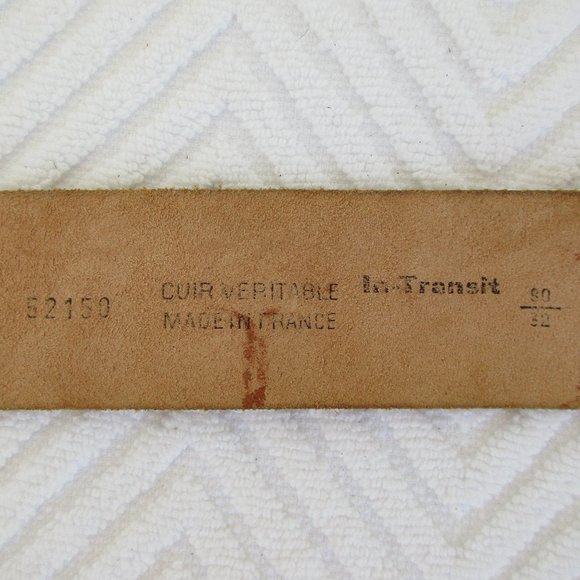 52150
CUIR VERITABLE
MADE IN FRANCE
In-Transit
80
32